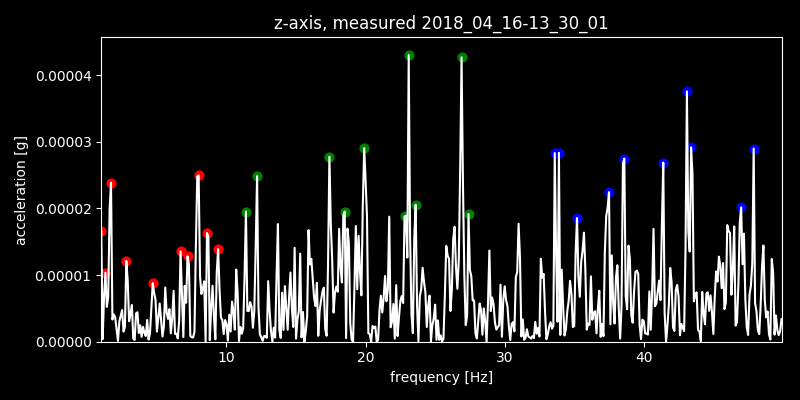 z-axis, measured 2018_04_16-13_30_01
0.00004
0.00003
0.00002
0.00001
0.00000
acceleration [g]
10 20 30 40
frequency [Hz]